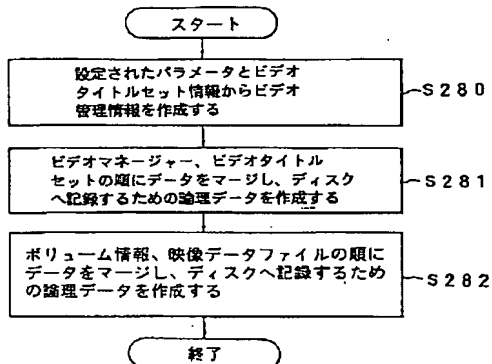 スタート
設定されたパラメータとビデオ
タイトルセット情報からビデオ
管理情報を作成する
S280
ビデオマネージャー、ビデオタイトル
セットの順にデータをマージし、ディスク
へ記録するための論理データを作成する
S281
ボリューム情報、映像データファイルの順に
データをマージし、ディスクへ記録するため
の論理データを作成する
S282
終了